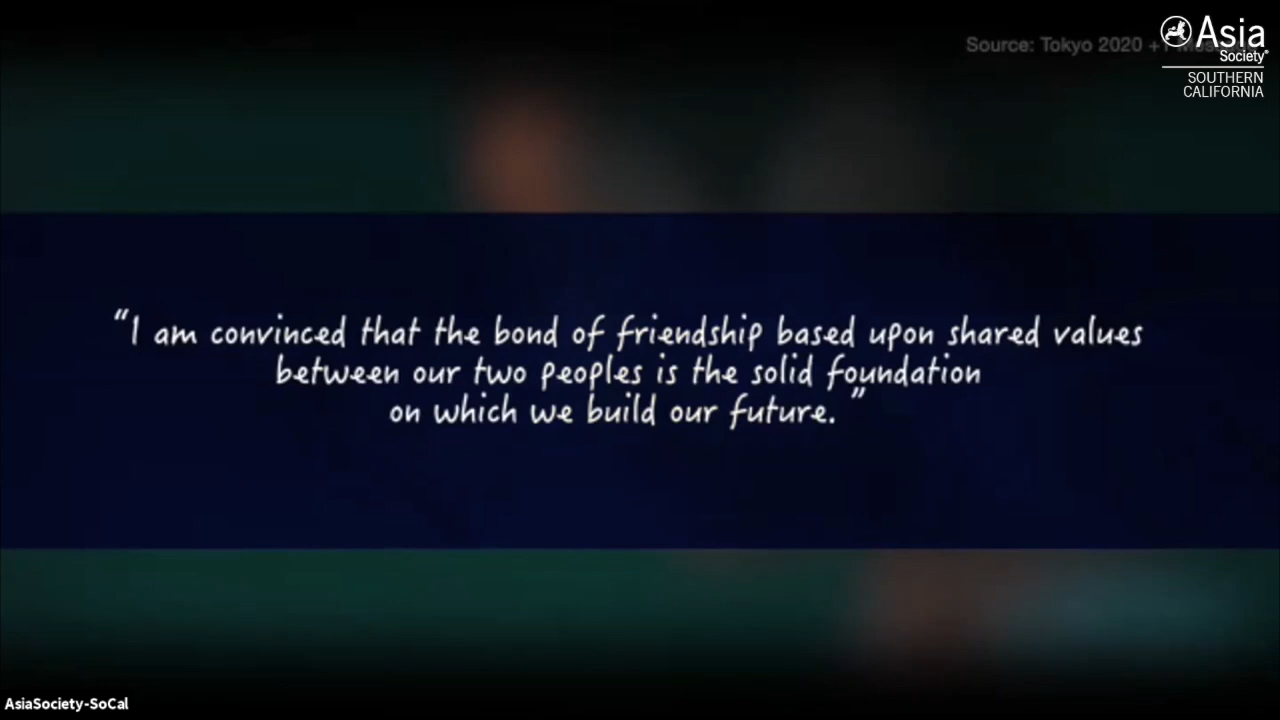 Source: Tokyo 2020 +1
Asia
Society
SOUTHERN
CALIFORNIA
“I am convinced that the bond of friendship based upon shared values
between our two peoples is the solid foundation
on which we build our future.”
AsiaSociety-SoCal